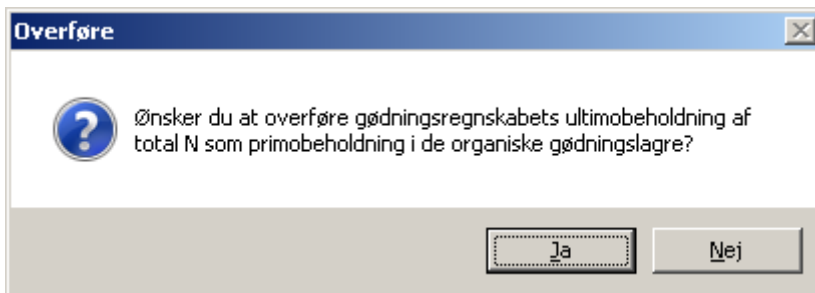 Overføre
Ønsker du at overføre gødningsregnskabets ultimobeholdning af
total N som primobeholdning i de organiske gødningslagre?
Ja
Nej